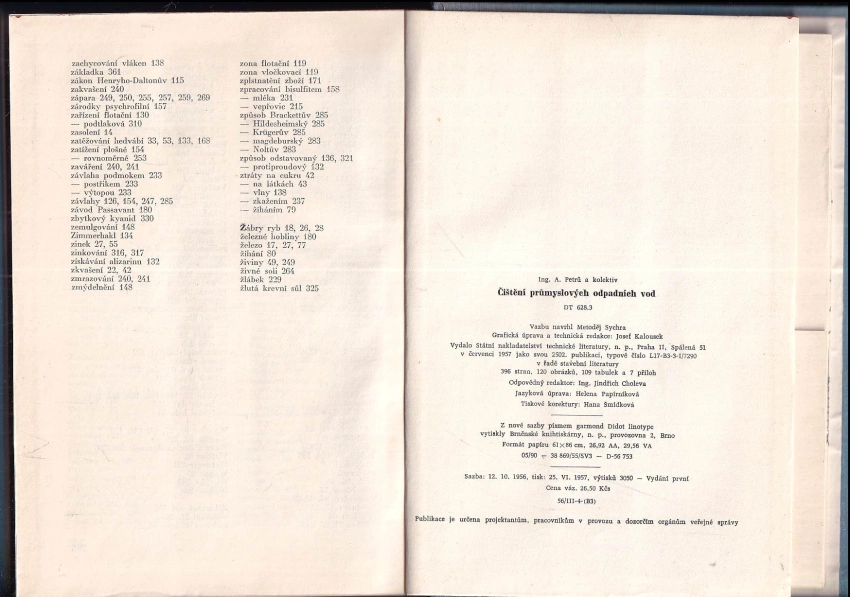 zachycování vláken 138
základka 361
zákon Henryho-Daltonův 115
zakvašení 240
zápara 249, 250, 255, 257, 259, 269
zárodky psychrofilní 157
zařízení flotační 130
— podtlaková 310
zasolení 14
zatěžování hedvábí 33, 53, 133, 168
zatížení plošné 154
— rovnoměrné 253
zaváření 240, 241
závlaha podmokem 233
— postřikem 233
— výtopou 233
závlahy 126, 154, 247, 285
závod Passavant 180
zbytkový kyanid 330
zemulgování 148
Zimmerhakl 134
zinek 27, 55
zinkování 316, 317
získávání alizarinu 132
zkvašení 22, 42
zmrazování 240, 241
zmýdelnění 148
zona flotační 119
zona vločkovací 119
zplstnatění zboží 171
zpracování bisulfitem 158
— mléka 231
— vepřovic 215
způsob Brackettův 285
— Hildesheimský 285
— Krügerův 285
— magdeburský 283
— Noltův 283
způsob odstavovaný 136, 321
— protiproudový 132
ztráty na cukru 42
— na látkách 43
— vlny 138
— zkažením 237
— žíháním 79
Žábry ryb 18, 26, 28
železné hobliny 180
železo 17, 27, 77
žíhání 80
živiny 49, 249
živné soli 264
žlábek 229
žlutá krevní sůl 325
Ing. A. Petrů a kolektiv
Čištění průmyslových odpadních vod
DT 628.3
Vazbu navrhl Metoděj Sychra
Grafická úprava a technická redakce: Josef Kalousek
Vydalo Státní nakladatelství technické literatury, n. p., Praha II, Spálená 51
v červenci 1957 jako svou 2502. publikaci, typové číslo L17-B3-3-I/7290
v řadě stavební literatury
396 stran, 120 obrázků, 109 tabulek a 7 příloh
Odpovědný redaktor: Ing. Jindřich Choleva
Jazyková úprava: Helena Papírníková
Tiskové korektury: Hana Šmídková
Z nové sazby písmem garmond Didot linotype
vytiskly Brněnské knihtiskárny, n. p., provozovna 2, Brno
Formát papíru 61×86 cm, 26,92 AA, 29,56 VA
05/90 — 38 869/55/SV3 — D-56 753
Sazba: 12. 10. 1956, tisk: 25. VI. 1957, výtisků 3050 — Vydání první
Cena váz. 26,50 Kčs
56/III-4-(B3)
Publikace je určena projektantům, pracovníkům v provozu a dozorčím orgánům veřejné správy